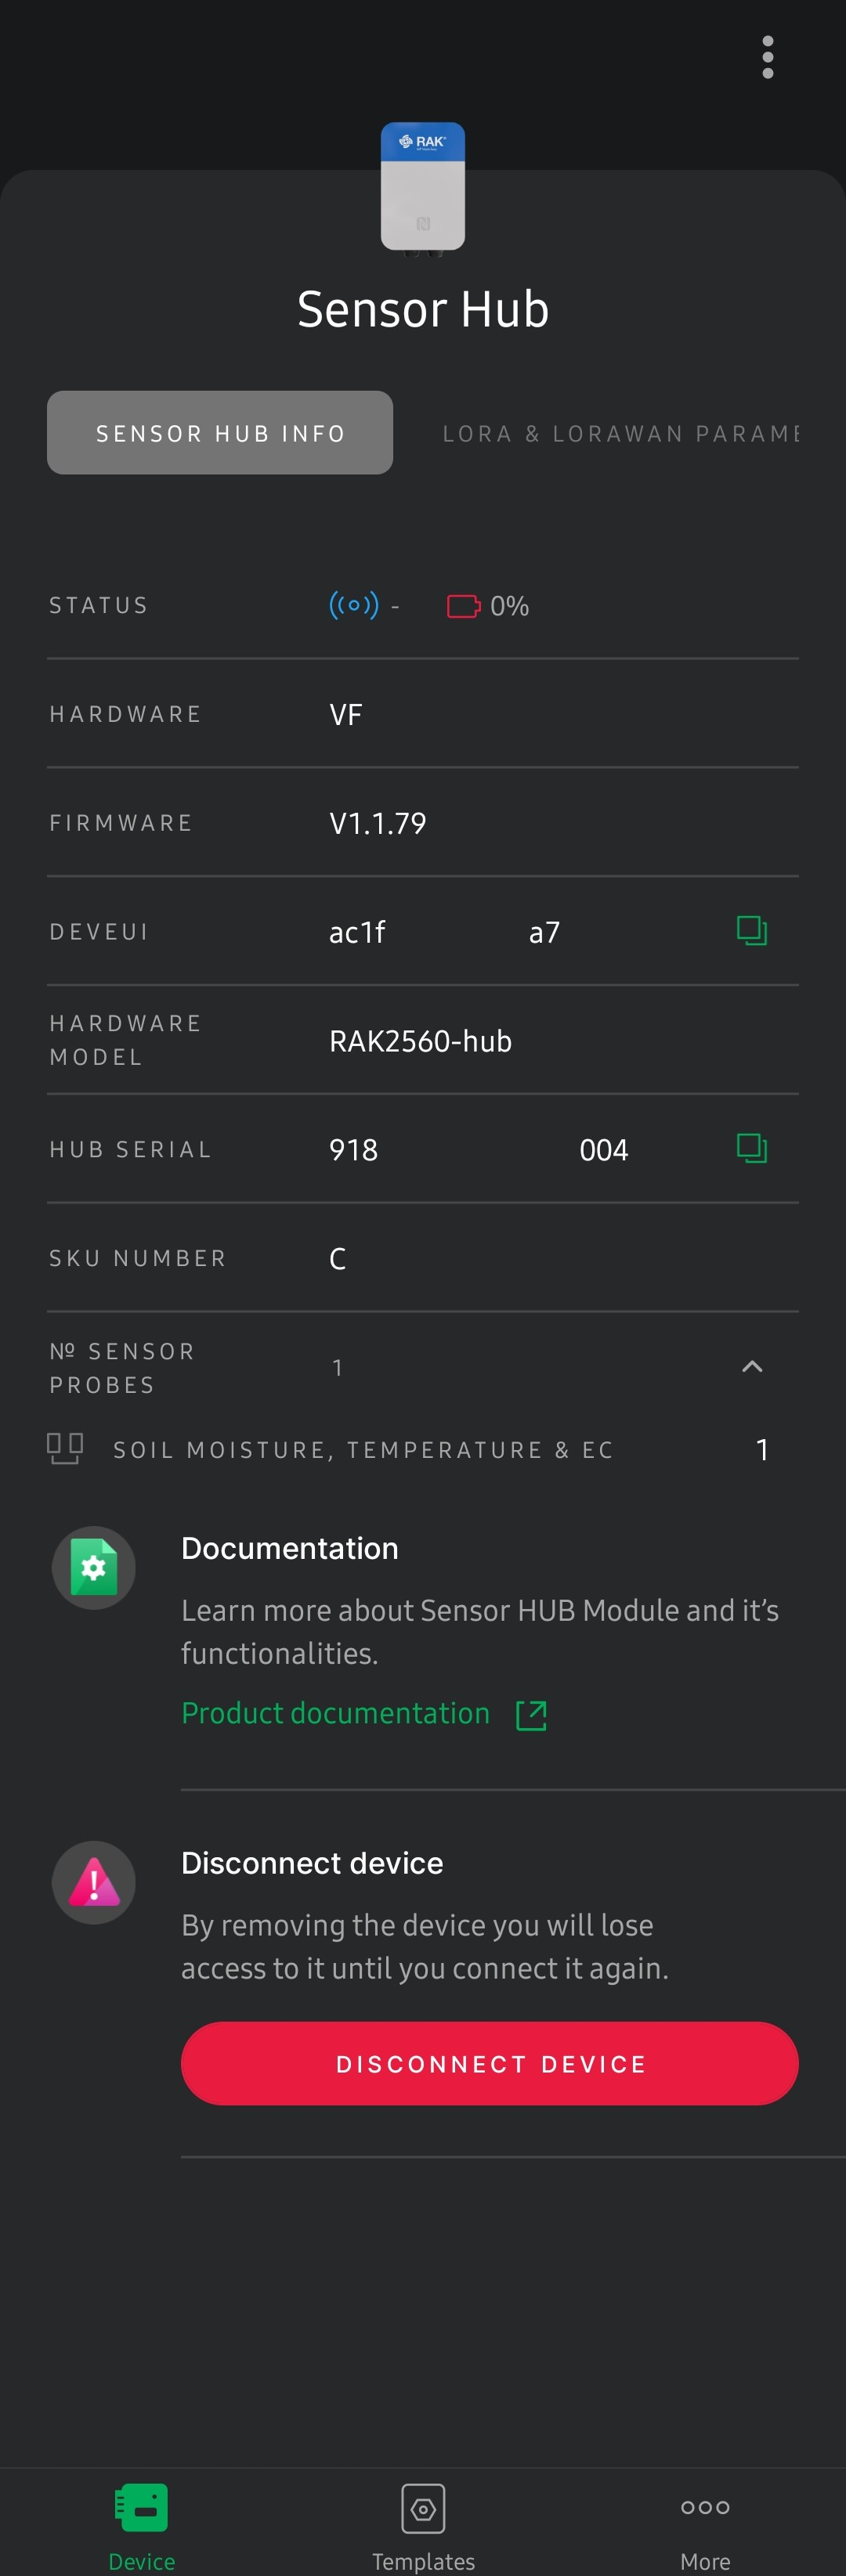 RAK
Sensor Hub
SENSOR HUB INFO LORA & LORAWAN PARAME
STATUS - 0%
HARDWARE VF
FIRMWARE V1.1.79
DEVEUI ac1f a7
HARDWARE
MODEL RAK2560-hub
HUB SERIAL 918 004
SKU NUMBER C
№ SENSOR
PROBES 1
SOIL MOISTURE, TEMPERATURE & EC 1
Documentation
Learn more about Sensor HUB Module and it’s
functionalities.
Product documentation
Disconnect device
By removing the device you will lose
access to it until you connect it again.
DISCONNECT DEVICE
Device Templates More